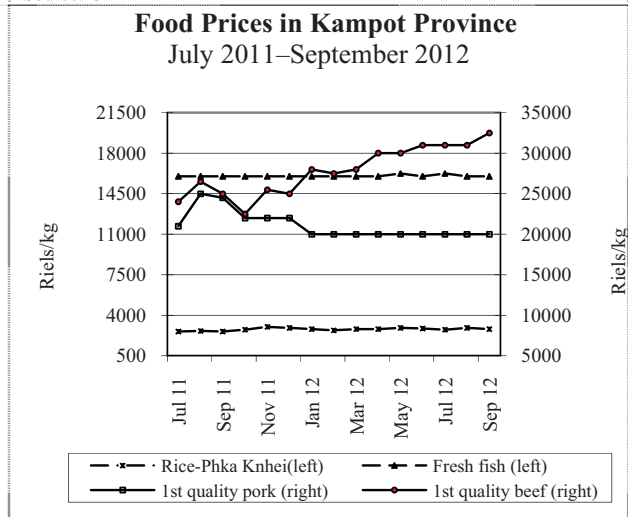 Food Prices in Kampot Province
July 2011–September 2012
21500
18000
14500
11000
7500
4000
500
35000
30000
25000
20000
15000
10000
5000
Riels/kg
Riels/kg
Jul 11
Sep 11
Nov 11
Jan 12
Mar 12
May 12
Jul 12
Sep 12
Rice-Phka Knhei(left)
Fresh fish (left)
1st quality pork (right)
1st quality beef (right)